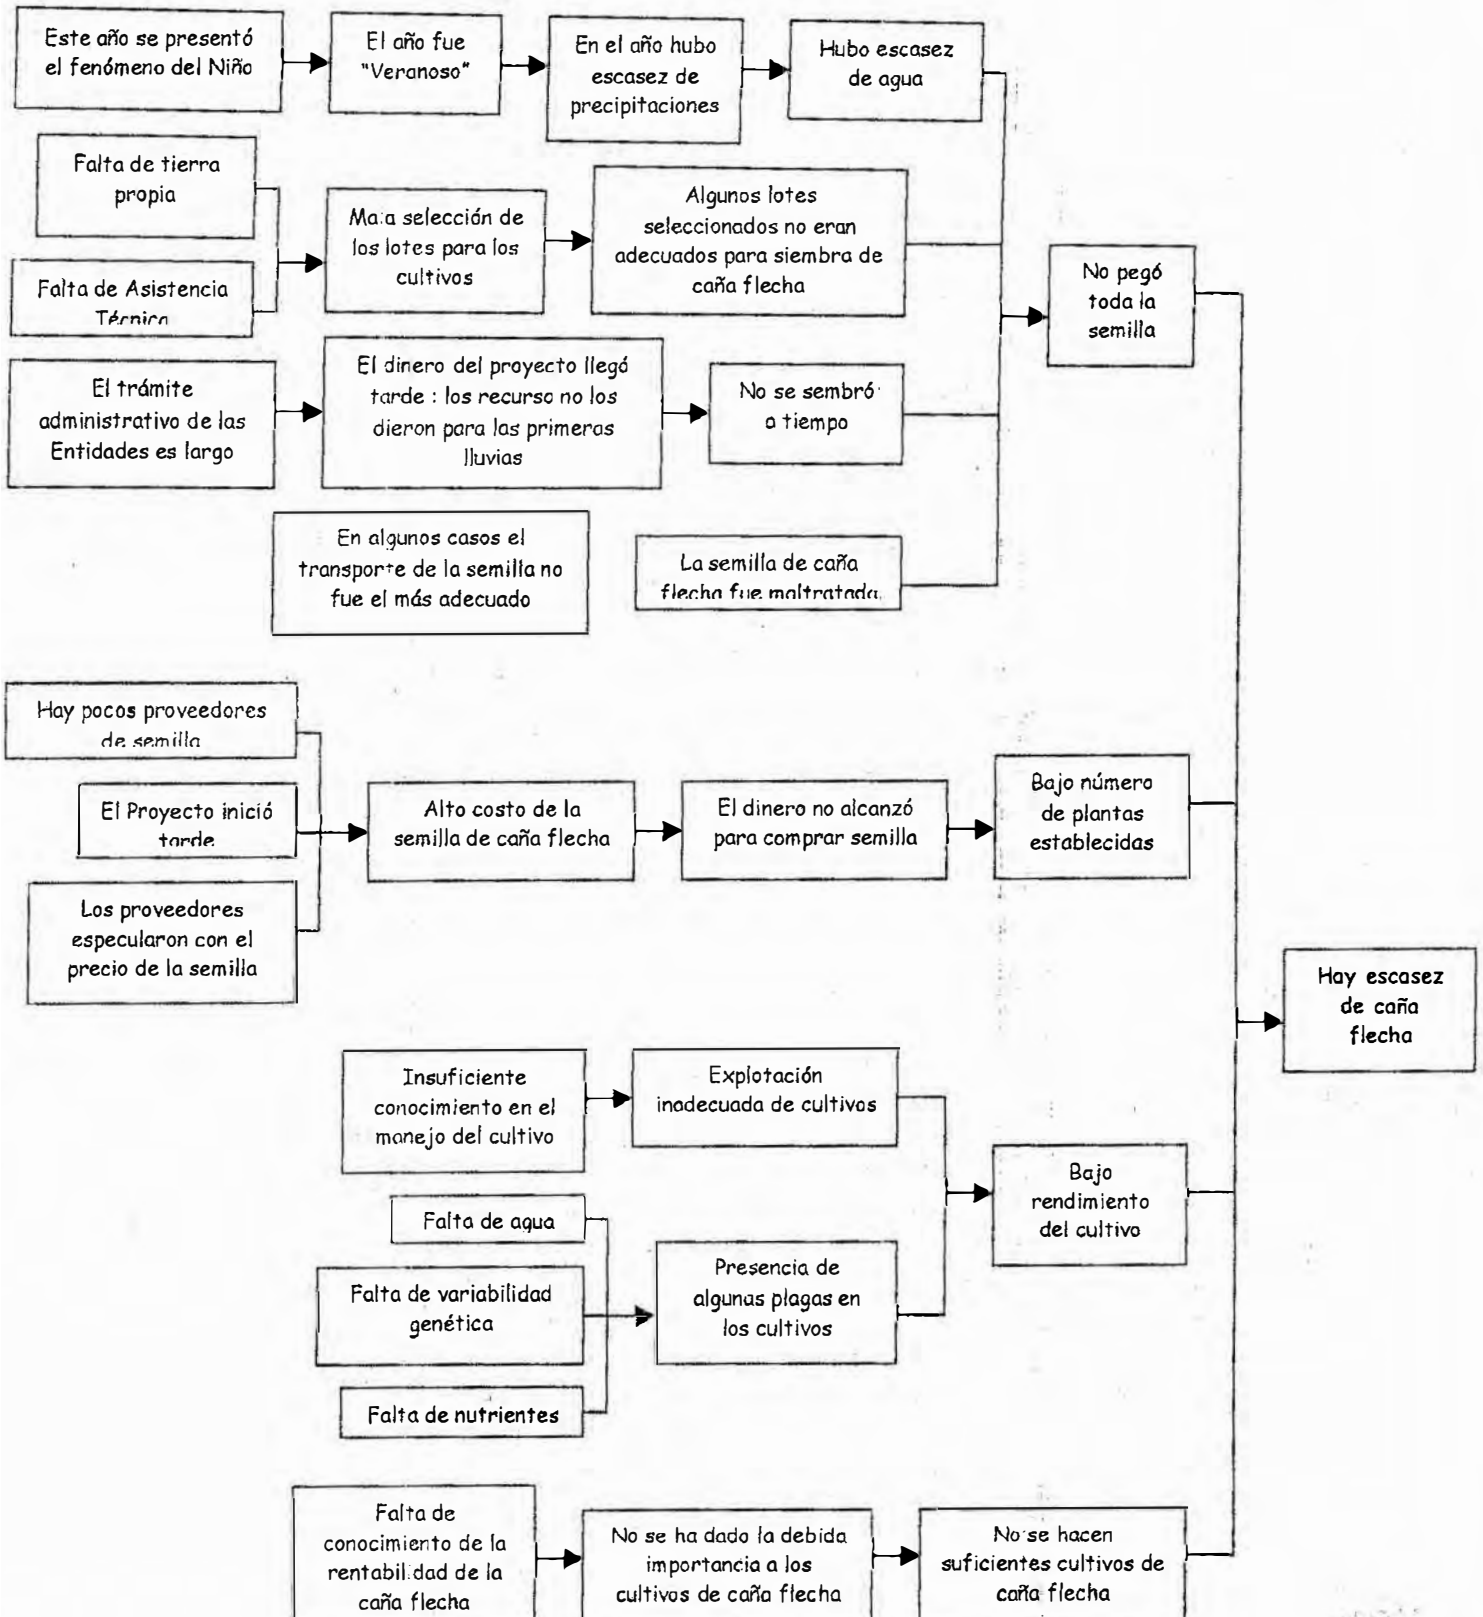 Este año se presentó
el fenómeno del Niño
El año fue
"Veranoso"
En el año hubo
escasez de
precipitaciones
Hubo escasez
de agua
Falta de tierra
propia
Falta de Asistencia
Técnica
Mala selección de
los lotes para los
cultivos
Algunos lotes
seleccionados no eran
adecuados para siembra de
caña flecha
No pegó
toda la
semilla
El trámite
administrativo de las
Entidades es largo
El dinero del proyecto llegó
tarde : los recurso no los
dieron para las primeras
lluvias
No se sembró
a tiempo
En algunos casos el
transporte de la semilla no
fue el más adecuado
La semilla de caña
flecha fue maltratada
Hay pocos proveedores
de semilla
El Proyecto inició
tarde
Los proveedores
especularon con el
precio de la semilla
Alto costo de la
semilla de caña flecha
El dinero no alcanzó
para comprar semilla
Bajo número
de plantas
establecidas
Hay escasez
de caña
flecha
Insuficiente
conocimiento en el
manejo del cultivo
Explotación
inadecuada de cultivos
Falta de agua
Falta de variabilidad
genética
Falta de nutrientes
Presencia de
algunas plagas en
los cultivos
Bajo
rendimiento
del cultivo
Falta de
conocimiento de la
rentabilidad de la
caña flecha
No se ha dado la debida
importancia a los
cultivos de caña flecha
No se hacen
suficientes cultivos de
caña flecha